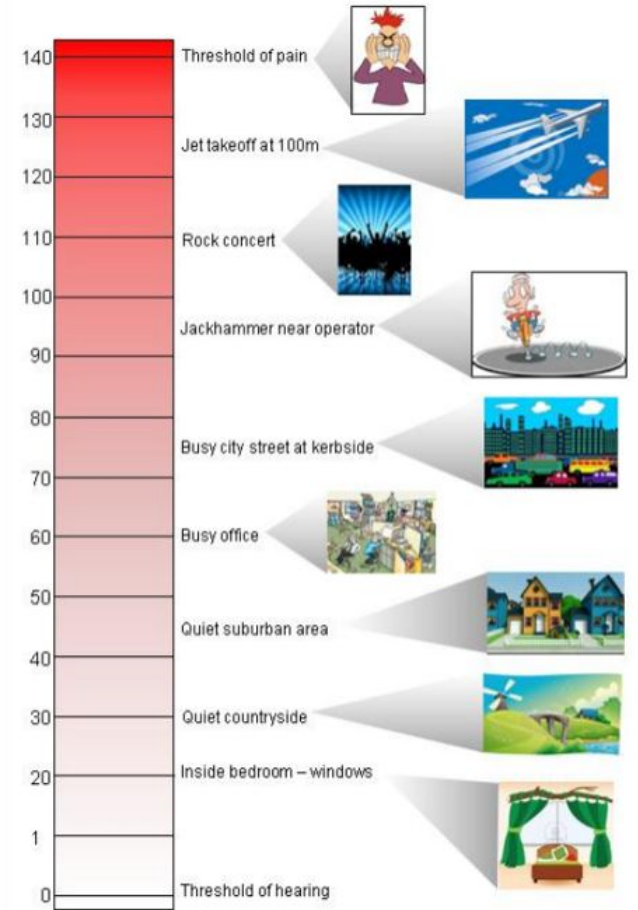 140
Threshold of pain
130
Jet takeoff at 100m
120
110
Rock concert
100
Jackhammer near operator
90
80
Busy city street at kerbside
70
60
Busy office
50
Quiet suburban area
40
30
Quiet countryside
20
Inside bedroom – windows
1
0
Threshold of hearing